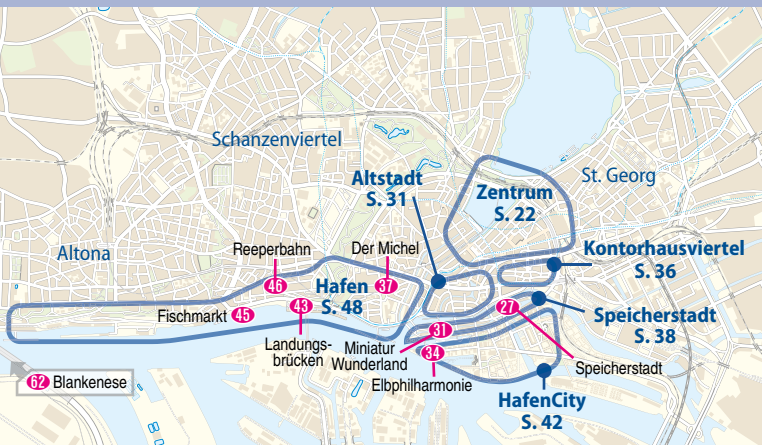 Schanzenviertel
Altstadt
S. 31
Zentrum
S. 22
St. Georg
Altona
Reeperbahn
Der Michel
Kontorhausviertel
S. 36
46
Hafen
S. 48
37
Fischmarkt 45
43
27
Speicherstadt
S. 38
Landungs-
brücken
31
Miniatur
Wunderland
34
Speicherstadt
62 Blankenese
Elbphilharmonie
HafenCity
S. 42